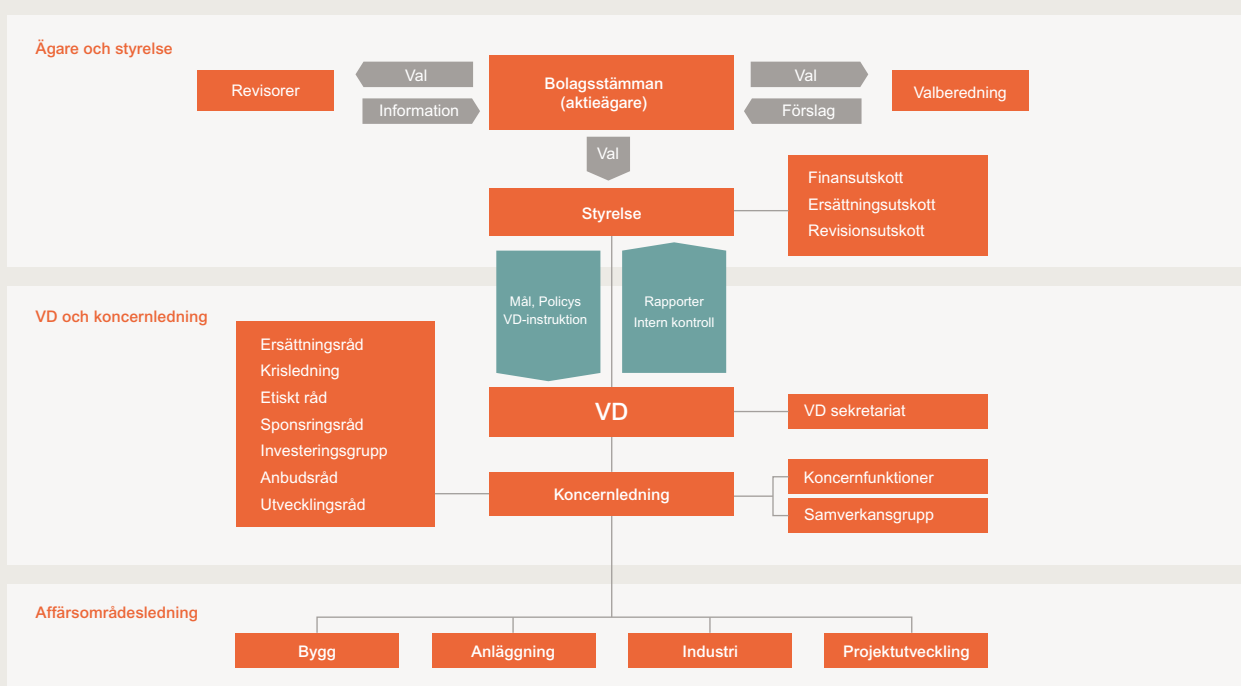 Ägare och styrelse
Revisorer
Val
Information
Bolagsstämman
(aktieägare)
Val
Förslag
Valberedning
Val
Styrelse
Finansutskott
Ersättningsutskott
Revisionsutskott
Mål, Policys
VD-instruktion
Rapporter
Intern kontroll
VD och koncernledning
Ersättningsråd
Krisledning
Etiskt råd
Sponsringsråd
Investeringsgrupp
Anbudsråd
Utvecklingsråd
VD
VD sekretariat
Koncernledning
Koncernfunktioner
Samverkansgrupp
Affärsområdesledning
Bygg
Anläggning
Industri
Projektutveckling